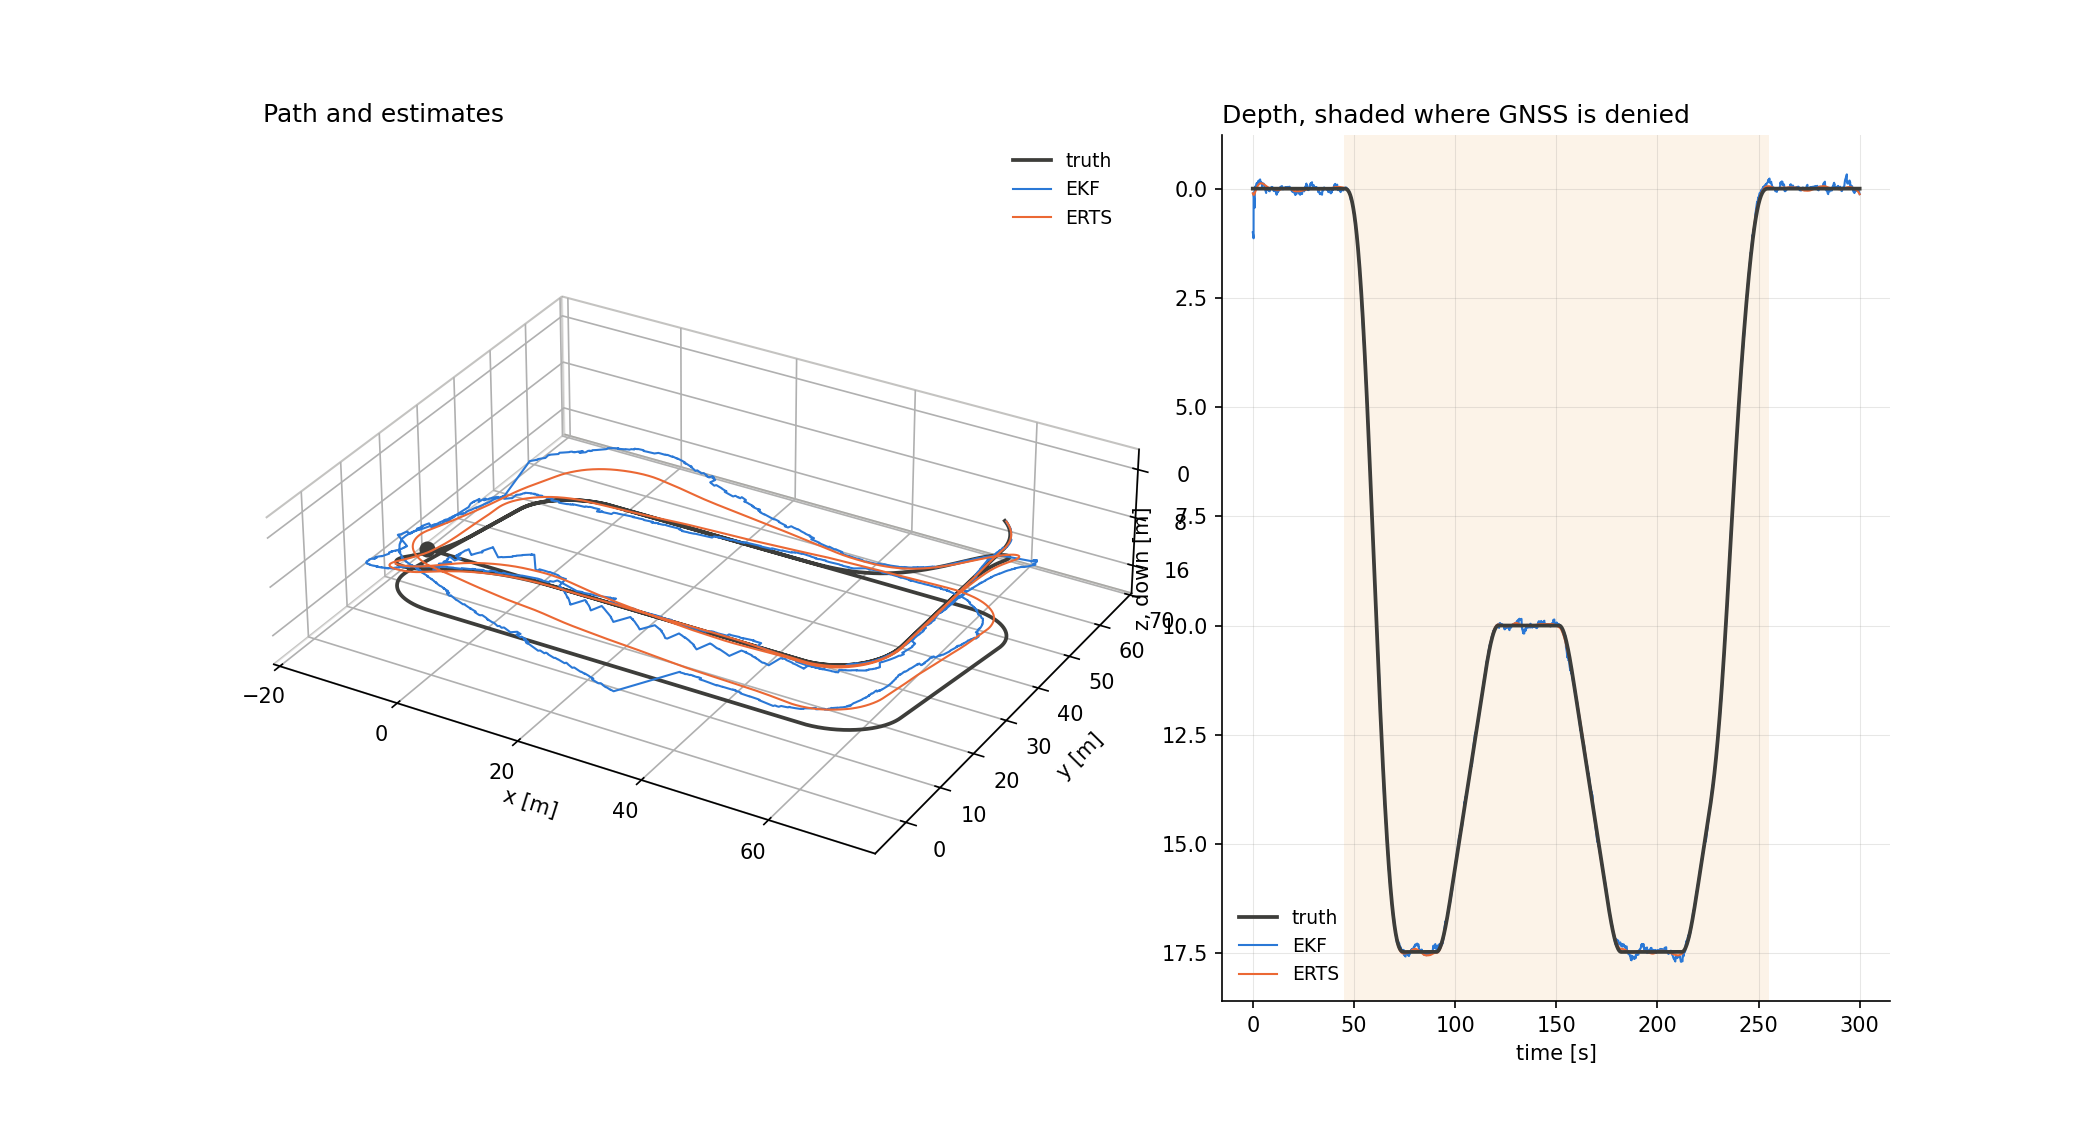 Path and estimates
truth
EKF
ERTS
−20
0
20
40
60
x [m]
0
10
20
30
40
50
60
70
y [m]
0
8
16
z, down [m]
Depth, shaded where GNSS is denied
0.0
2.5
5.0
7.5
10.0
12.5
15.0
17.5
truth
EKF
ERTS
0
50
100
150
200
250
300
time [s]